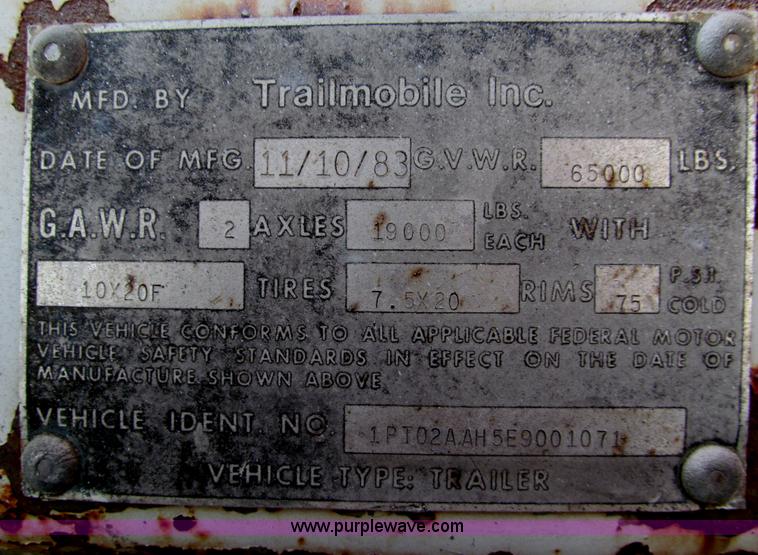 MFD. BY Trailmobile Inc.
DATE OF MFG. 11/10/83 G.V.W.R. 65000 LBS.
G.A.W.R. 2 AXLES 19000 LBS. EACH WITH
10X20F TIRES 7.5X20 RIMS 75 P.S.I. COLD
THIS VEHICLE CONFORMS TO ALL APPLICABLE FEDERAL MOTOR
VEHICLE SAFETY STANDARDS IN EFFECT ON THE DATE OF
MANUFACTURE SHOWN ABOVE
VEHICLE IDENT. NO. 1PT02AAH5E9001071
VEHICLE TYPE: TRAILER
www.purplewave.com